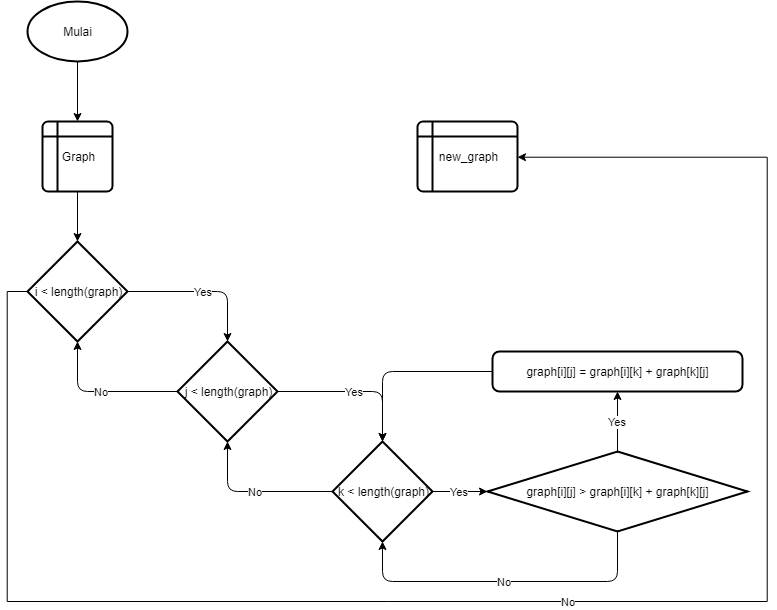 Mulai
Graph
new_graph
i < length(graph)
Yes
j < length(graph)
No
Yes
graph[i][j] = graph[i][k] + graph[k][j]
Yes
k < length(graph)
No
Yes
graph[i][j] > graph[i][k] + graph[k][j]
No
No